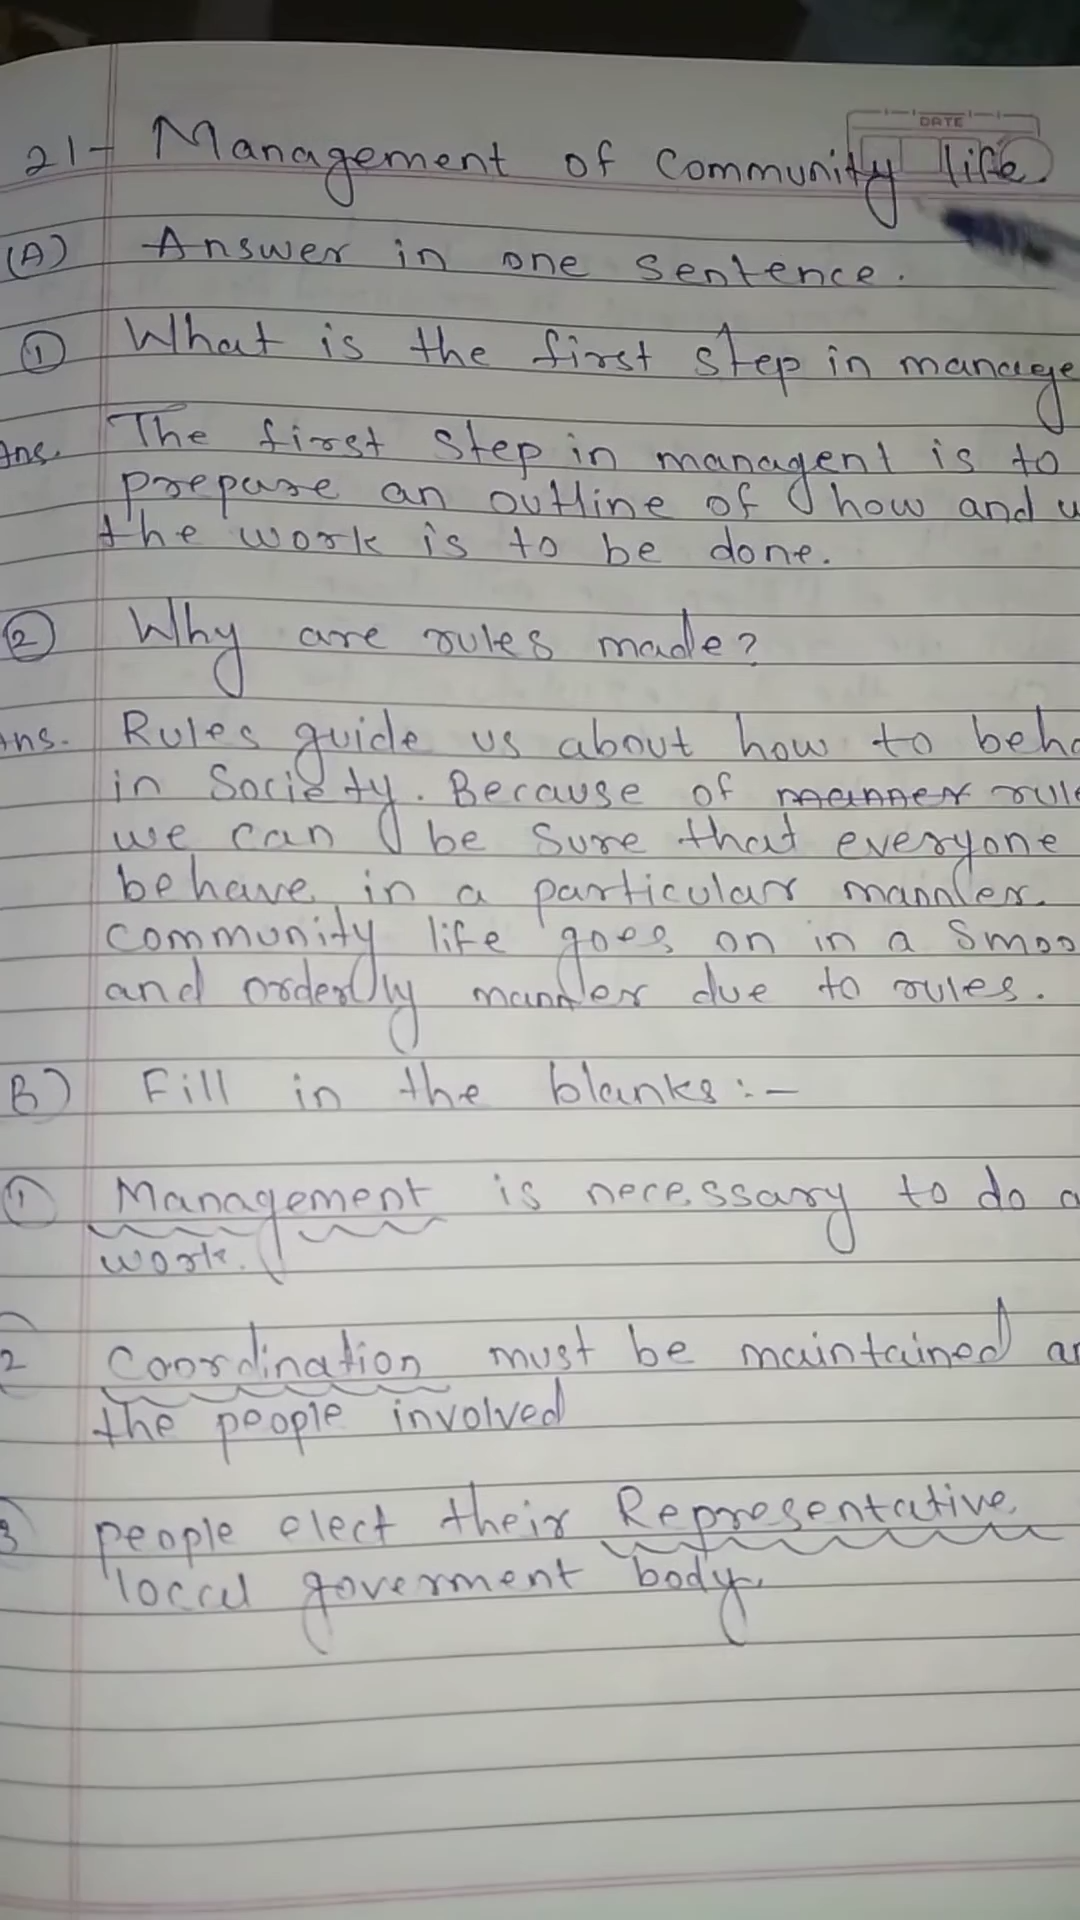 DATE
21- Management of community life.
(A) Answer in one sentence.
① What is the first step in manage
Ans. The first step in managent is to
prepare an outline of how and
the work is to be done.
② Why are rules made?
Ans. Rules guide us about how to beha
in Society. Because of manner rule
we can be sure that everyone
behave in a particular manner.
community life goes on in a smoo
and orderly manner due to rules.
B) Fill in the blanks :-
① Management is necessary to do a
work.
2 Coordination must be maintained
the people involved
3 people elect their Representative
local goverment body.